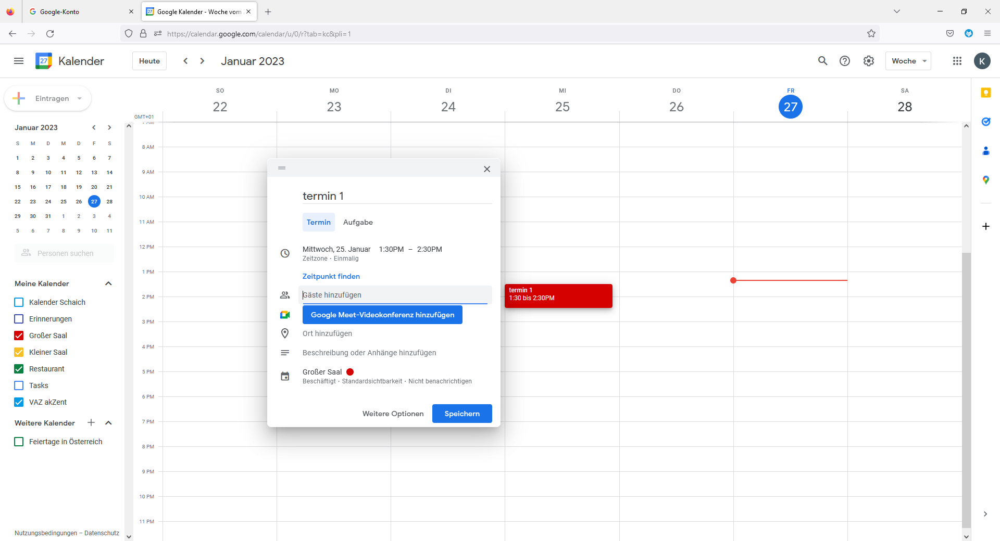 Google-Konto
Google Kalender - Woche vom
https://calendar.google.com/calendar/u/0/r?tab=kc&pli=1
27 Kalender Heute Januar 2023 Woche K
Eintragen
SO MO DI MI DO FR SA
22 23 24 25 26 27 28
GMT+01
Januar 2023
S M D M D F S
1 2 3 4 5 6 7
8 9 10 11 12 13 14
15 16 17 18 19 20 21
22 23 24 25 26 27 28
29 30 31 1 2 3 4
5 6 7 8 9 10 11
Personen suchen
Meine Kalender
Kalender Schaich
Erinnerungen
Großer Saal
Kleiner Saal
Restaurant
Tasks
VAZ akZent
Weitere Kalender
Feiertage in Österreich
Nutzungsbedingungen – Datenschutz
7 AM
8 AM
9 AM
10 AM
11 AM
12 PM
1 PM
2 PM
3 PM
4 PM
5 PM
6 PM
7 PM
8 PM
9 PM
10 PM
11 PM
termin 1
Termin Aufgabe
Mittwoch, 25. Januar 1:30PM – 2:30PM
Zeitzone • Einmalig
Zeitpunkt finden
Gäste hinzufügen
Google Meet-Videokonferenz hinzufügen
Ort hinzufügen
Beschreibung oder Anhänge hinzufügen
Großer Saal
Beschäftigt • Standardsichtbarkeit • Nicht benachrichtigen
Weitere Optionen Speichern
termin 1
1:30 bis 2:30PM